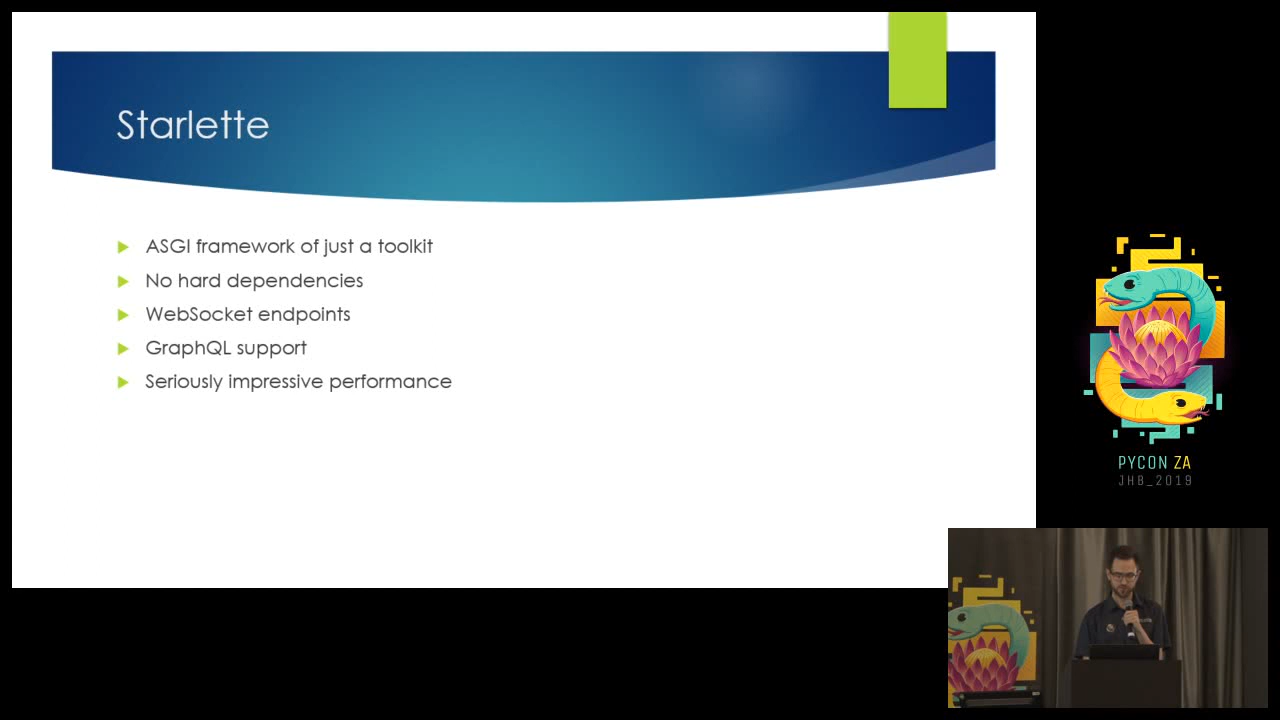 Starlette
ASGI framework of just a toolkit
No hard dependencies
WebSocket endpoints
GraphQL support
Seriously impressive performance
PYCON ZA
JHB_2019